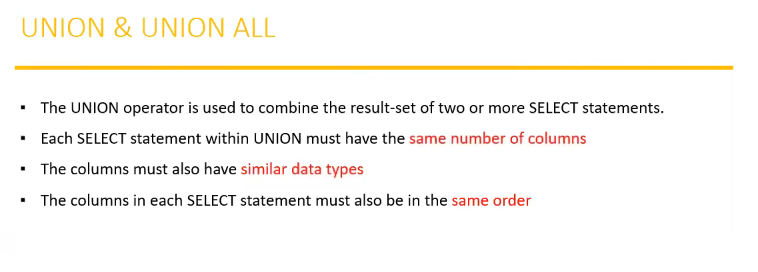 UNION & UNION ALL
▪ The UNION operator is used to combine the result-set of two or more SELECT statements.
▪ Each SELECT statement within UNION must have the same number of columns
▪ The columns must also have similar data types
▪ The columns in each SELECT statement must also be in the same order